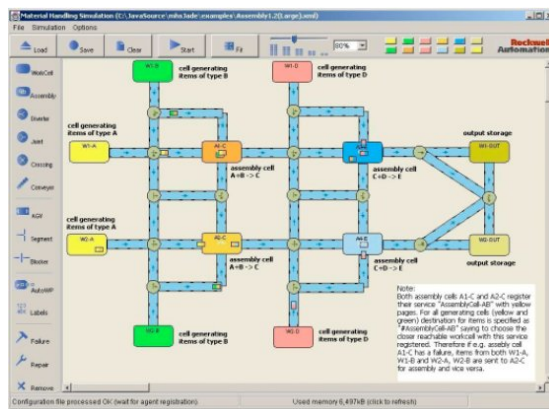 Material Handling Simulation (C:\JavaSource\mhs3ade\examples\Assembly1.2(Large).xml)
File Simulation Options
Load Save Clear Start Fit 80% Rockwell
Automation
WorkCell
Assembly
Diverter
Joint
Crossing
Conveyor
AGV
Segment
Blocker
AutoWP
Labels
Failure
Repair
Remove
W1-B
cell generating
items of type B
W1-D
cell generating
items of type D
cell generating
items of type A
W1-A
A1-C
assembly cell
A+B -> C
assembly cell
C+D -> E
output storage
W1-OUT
cell generating
items of type A
W2-A
A2-C
assembly cell
A+B -> C
A2-E
assembly cell
C+D -> E
W2-OUT
output storage
cell generating
items of type B
W2-D
cell generating
items of type D
Note:
Both assembly cells A1-C and A2-C register
their service "AssemblyCell-AB" with yellow
pages. For all generating cells (yellow and
green) destination for items is specified as
"#AssemblyCell-AB" saying to choose the
closer reachable workcell with this service
registered. Therefore if e.g. assebly cell
A1-C has a failure, items from both W1-A,
W1-B and W2-A, W2-B are sent to A2-C
for assembly and vice versa.
Configuration file processed OK (wait for agent registration).
Used memory 6,497kB (click to refresh)